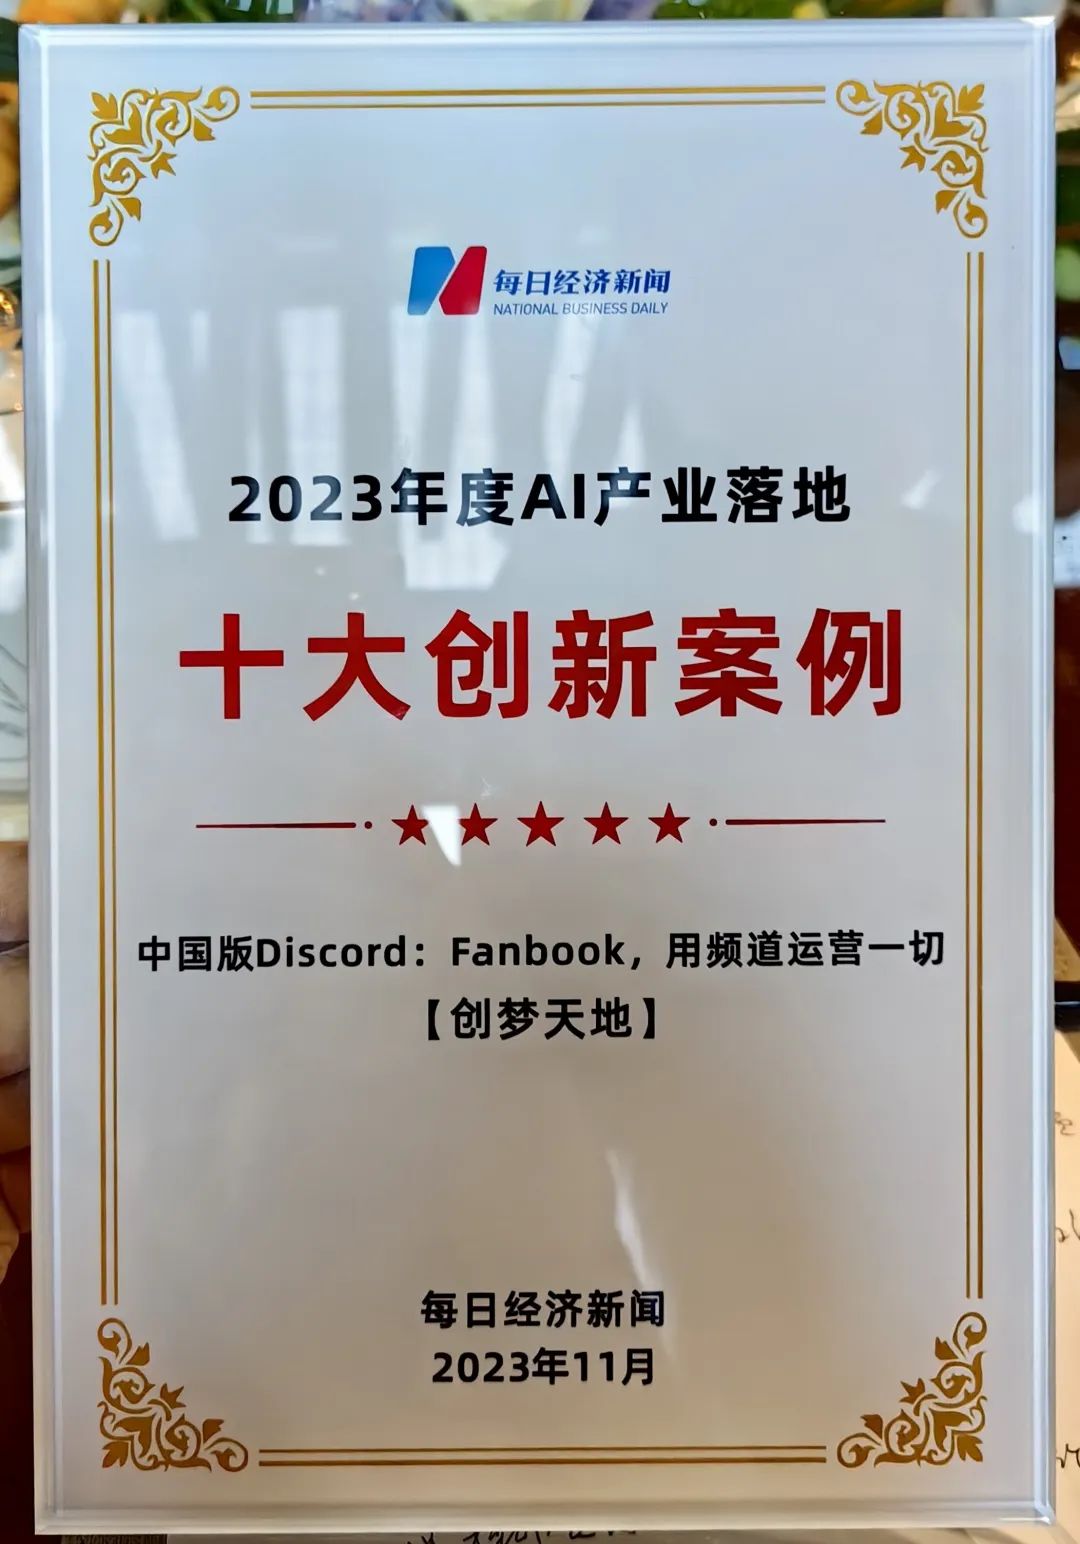 每日经济新闻
NATIONAL BUSINESS DAILY
2023年度AI产业落地
十大创新案例
中国版Discord：Fanbook，用频道运营一切
【创梦天地】
每日经济新闻
2023年11月